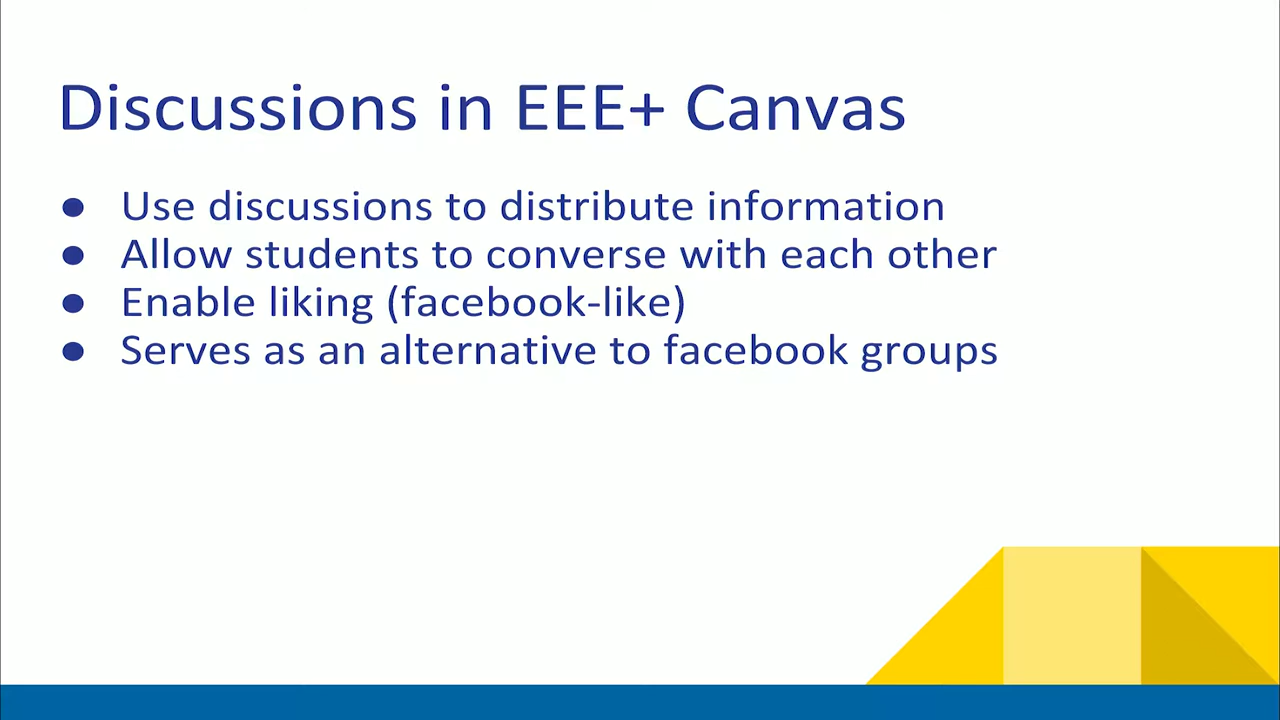 Discussions in EEE+ Canvas
● Use discussions to distribute information
● Allow students to converse with each other
● Enable liking (facebook-like)
● Serves as an alternative to facebook groups